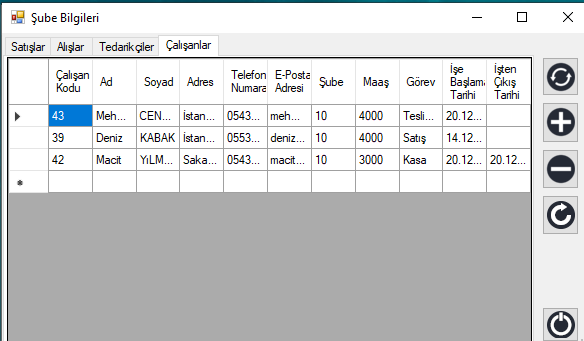 Şube Bilgileri
Satışlar Alışlar Tedarikçiler Çalışanlar
Çalışan Kodu Ad Soyad Adres Telefon Numara E-Posta Adresi Şube Maaş Görev İşe Başlama Tarihi İşten Çıkış Tarihi
43 Meh... CEN... İstan... 0543... meh... 10 4000 Tesli... 20.12...
39 Deniz KABAK İstan... 0553... deniz... 10 4000 Satış 14.12...
42 Macit YıLM... Saka... 0543... macit... 10 3000 Kasa 20.12... 20.12...